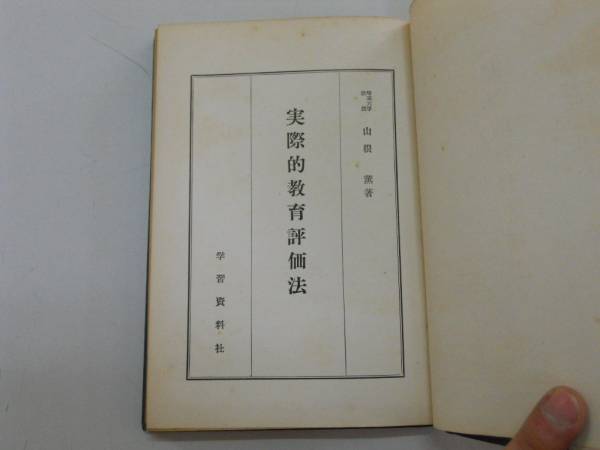 山根 薫著
実際的教育評価法
学習資料社